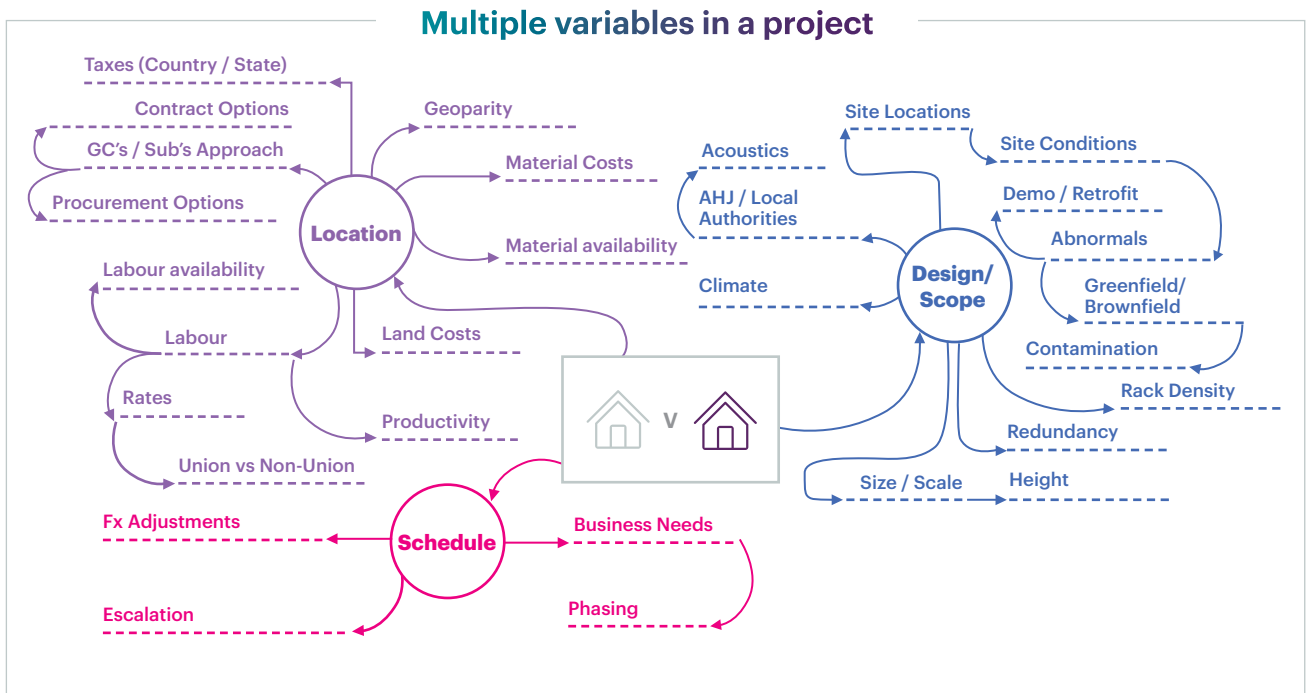 Multiple variables in a project
Taxes (Country / State)
Contract Options
GC's / Sub's Approach
Procurement Options
Location
Geoparity
Material Costs
Material availability
Labour availability
Labour
Rates
Union vs Non-Union
Productivity
Land Costs
V
Site Locations
Site Conditions
Acoustics
AHJ / Local
Authorities
Climate
Design/
Scope
Demo / Retrofit
Abnormals
Greenfield/
Brownfield
Contamination
Rack Density
Redundancy
Size / Scale
Height
Schedule
Fx Adjustments
Escalation
Business Needs
Phasing